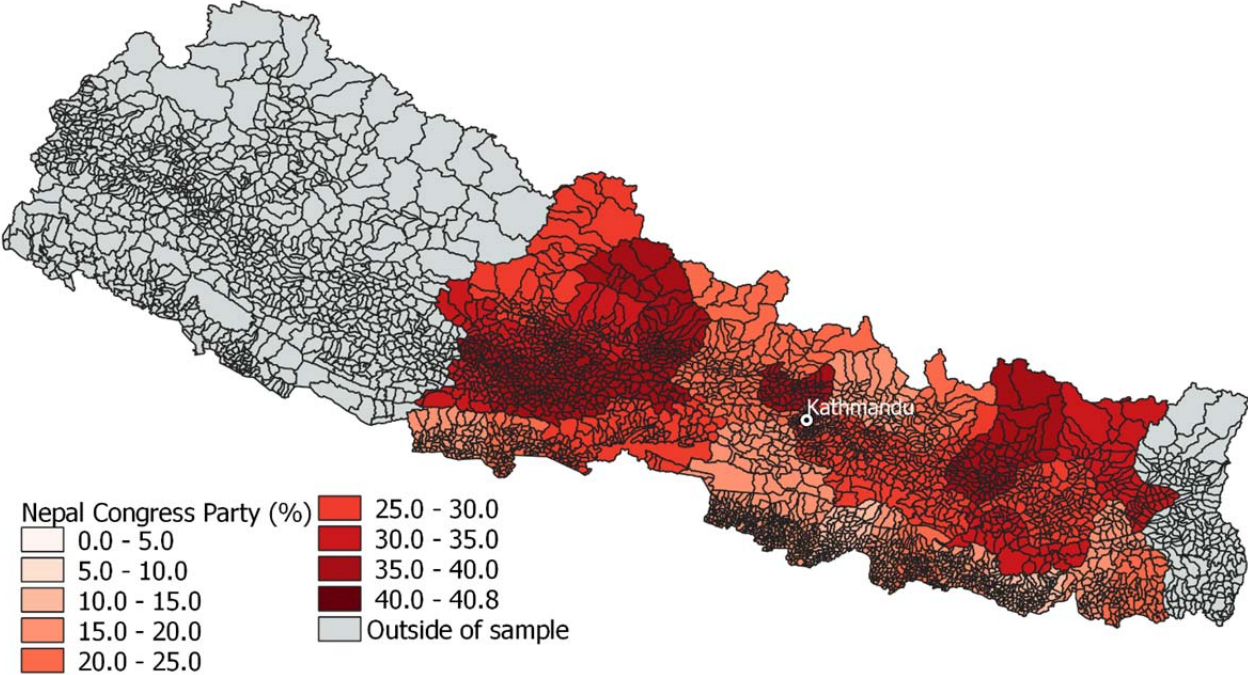 Kathmandu
Nepal Congress Party (%)
0.0 - 5.0
5.0 - 10.0
10.0 - 15.0
15.0 - 20.0
20.0 - 25.0
25.0 - 30.0
30.0 - 35.0
35.0 - 40.0
40.0 - 40.8
Outside of sample